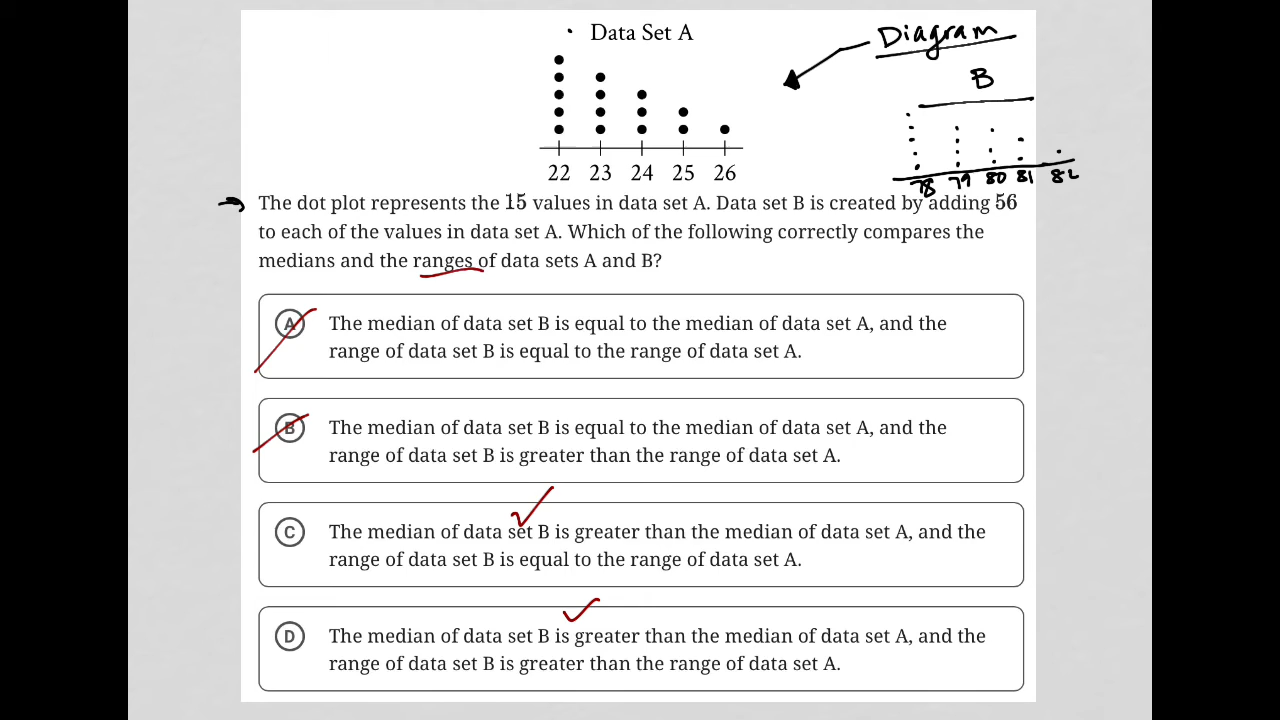 Data Set A
Diagram
B
22 23 24 25 26
78 79 80 81 82
The dot plot represents the 15 values in data set A. Data set B is created by adding 56
to each of the values in data set A. Which of the following correctly compares the
medians and the ranges of data sets A and B?
A The median of data set B is equal to the median of data set A, and the
range of data set B is equal to the range of data set A.
B The median of data set B is equal to the median of data set A, and the
range of data set B is greater than the range of data set A.
C The median of data set B is greater than the median of data set A, and the
range of data set B is equal to the range of data set A.
D The median of data set B is greater than the median of data set A, and the
range of data set B is greater than the range of data set A.